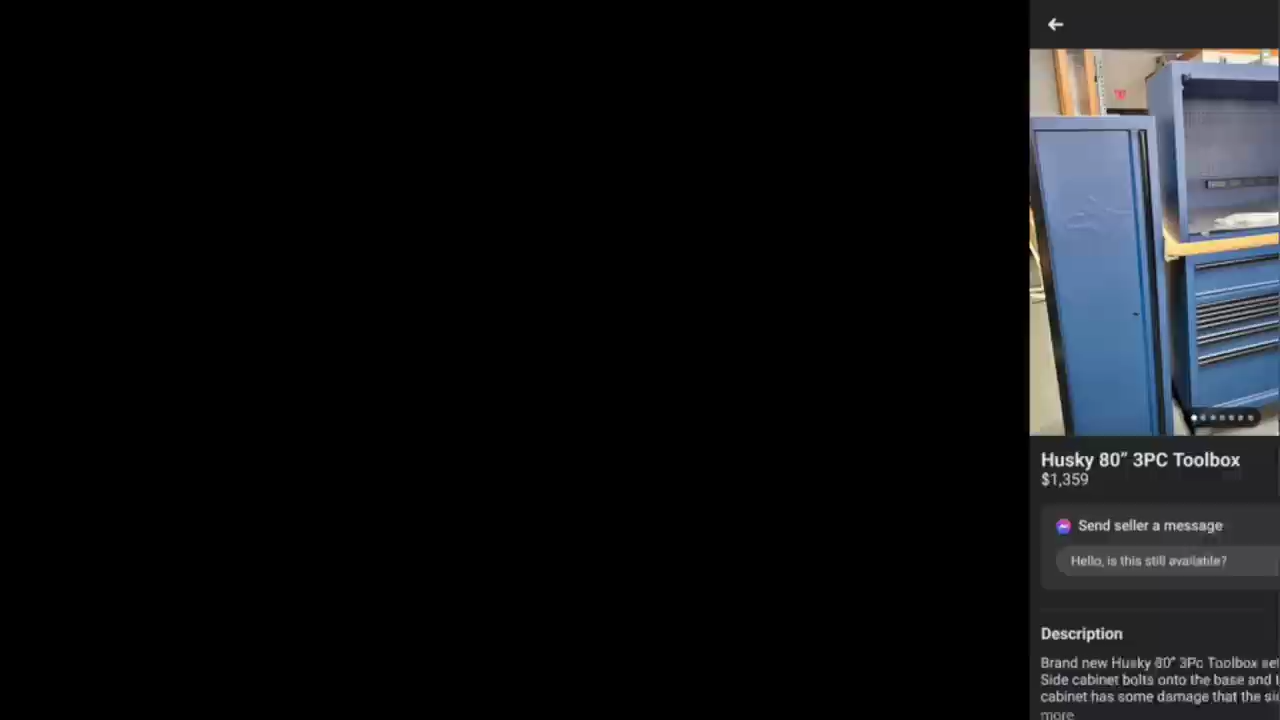 Husky 80” 3PC Toolbox
$1,359
Send seller a message
Hello, is this still available?
Description
Brand new Husky 80” 3Pc Toolbox
Side cabinet bolts onto the base and
cabinet has some damage that the
more